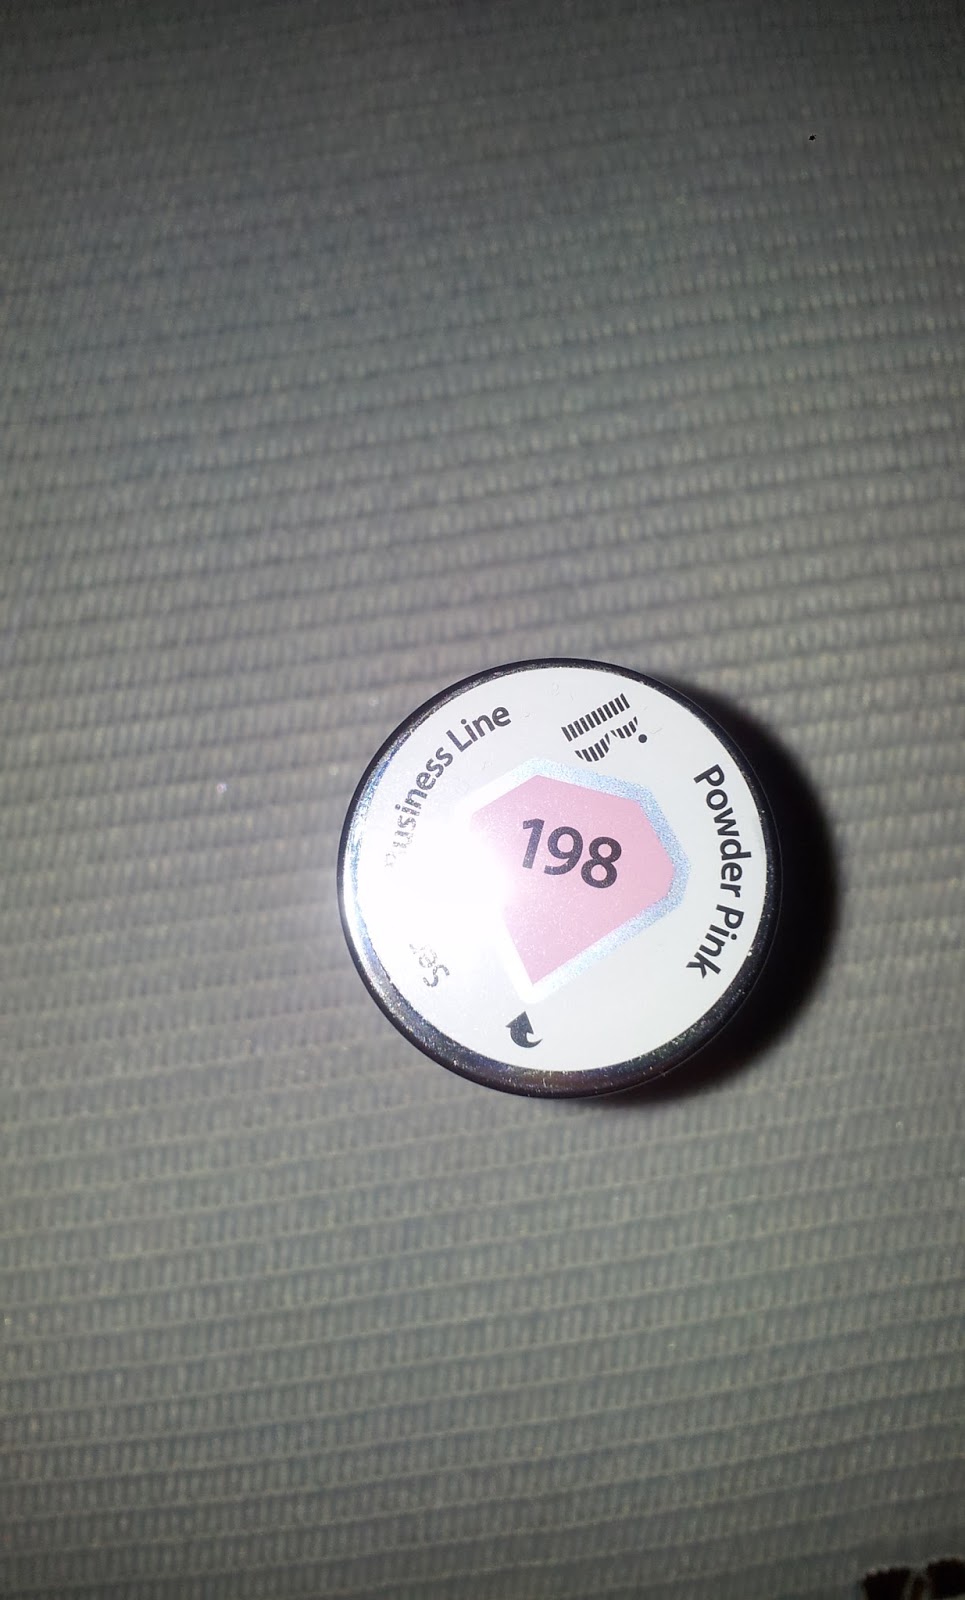 Business Line
Powder Pink
198